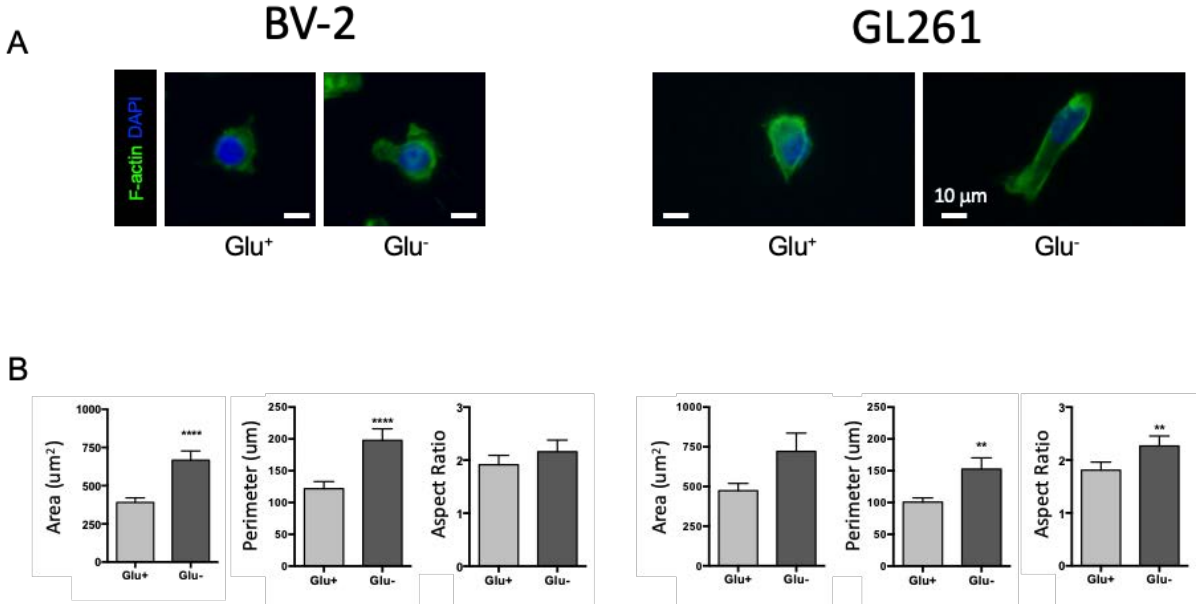 BV-2
GL261
A
F-actin DAPI
10 µm
Glu⁺
Glu⁻
Glu⁺
Glu⁻
B
Area (um²)
1000
750
500
250
0
****
Glu+
Glu-
Perimeter (um)
250
200
150
100
50
0
****
Glu+
Glu-
Aspect Ratio
3
2
1
0
Glu+
Glu-
Area (um²)
1000
750
500
250
0
Glu+
Glu-
Perimeter (um)
250
200
150
100
50
0
**
Glu+
Glu-
Aspect Ratio
3
2
1
0
**
Glu+
Glu-